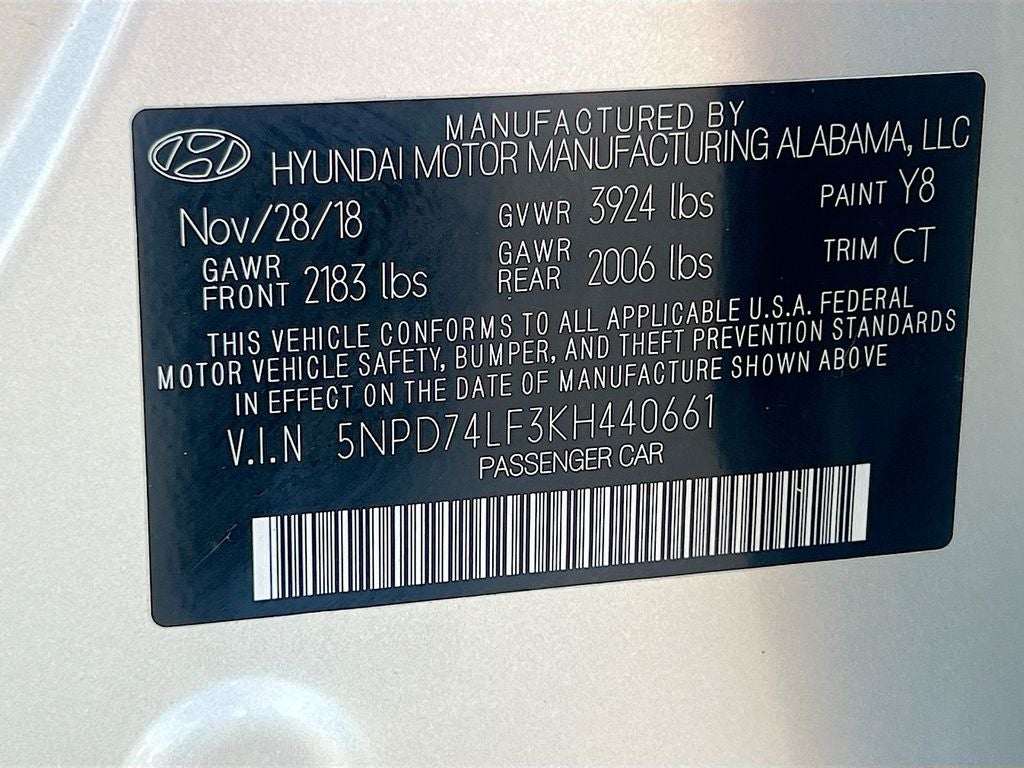 MANUFACTURED BY
HYUNDAI MOTOR MANUFACTURING ALABAMA, LLC
Nov/28/18 GVWR 3924 lbs PAINT Y8
GAWR FRONT 2183 lbs GAWR REAR 2006 lbs TRIM CT
THIS VEHICLE CONFORMS TO ALL APPLICABLE U.S.A. FEDERAL
MOTOR VEHICLE SAFETY, BUMPER, AND THEFT PREVENTION STANDARDS
IN EFFECT ON THE DATE OF MANUFACTURE SHOWN ABOVE
V.I.N 5NPD74LF3KH440661
PASSENGER CAR